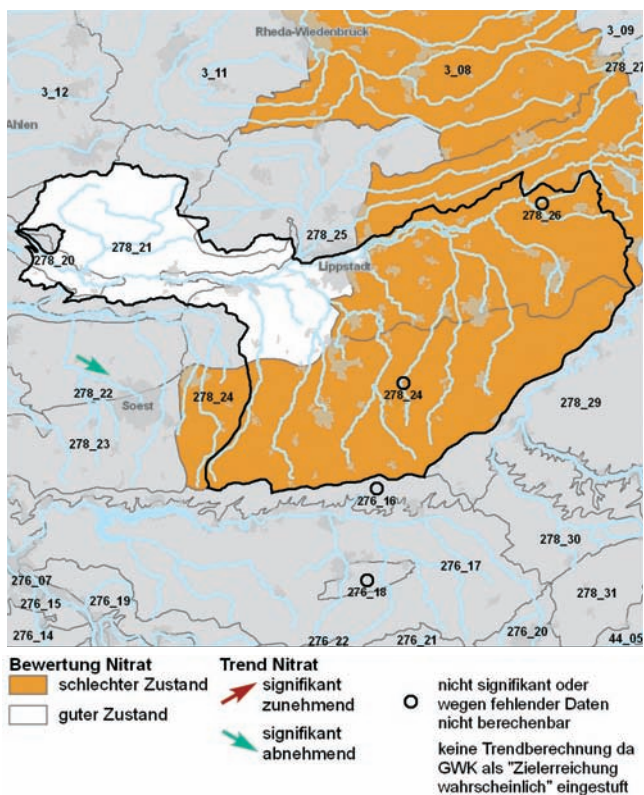 Rheda-Wiedenbrück
3_09
3_11
3_08
278_27
3_12
Ahlen
278_26
278_21
278_25
278_20
Lippstadt
278_24
278_24
278_22
Soest
278_29
278_23
276_16
278_30
276_17
276_07
276_18
278_31
276_15
276_19
276_14
276_22
276_21
276_20
44_05
Bewertung Nitrat
schlechter Zustand
guter Zustand
Trend Nitrat
signifikant
zunehmend
signifikant
abnehmend
nicht signifikant oder
wegen fehlender Daten
nicht berechenbar
keine Trendberechnung da
GWK als "Zielerreichung
wahrscheinlich" eingestuft